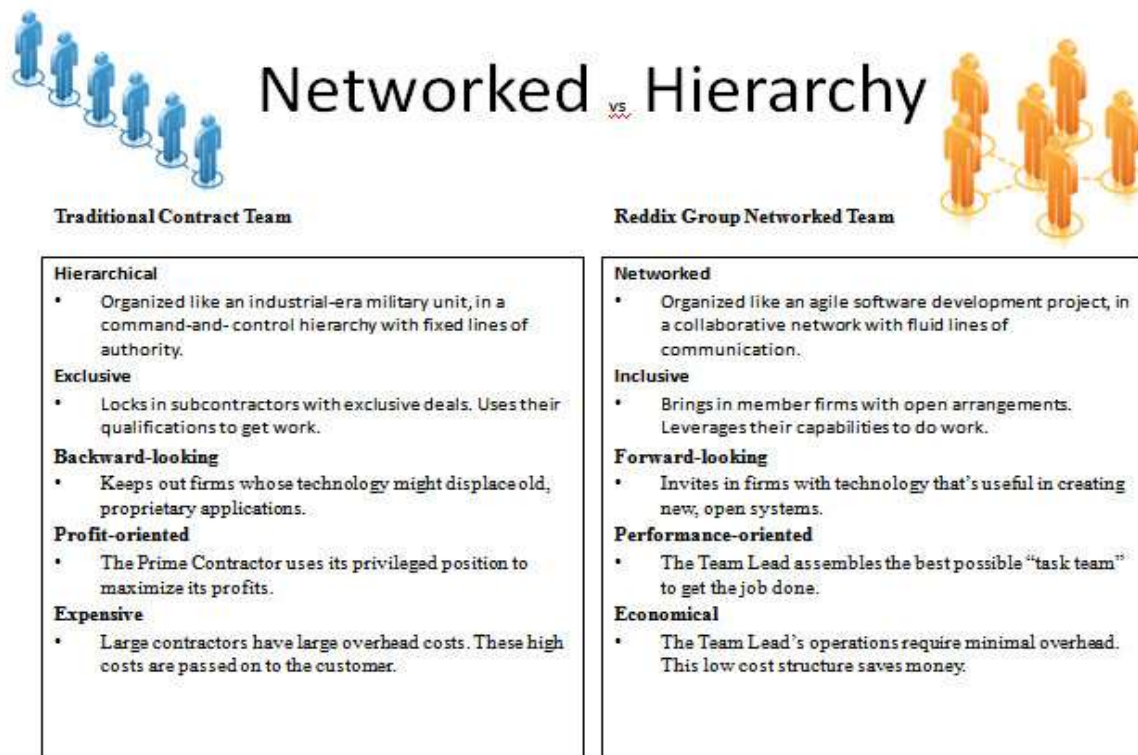 Networked vs Hierarchy
Traditional Contract Team
Hierarchical
• Organized like an industrial-era military unit, in a
command-and- control hierarchy with fixed lines of
authority.
Exclusive
• Locks in subcontractors with exclusive deals. Uses their
qualifications to get work.
Backward-looking
• Keeps out firms whose technology might displace old,
proprietary applications.
Profit-oriented
• The Prime Contractor uses its privileged position to
maximize its profits.
Expensive
• Large contractors have large overhead costs. These high
costs are passed on to the customer.
Reddix Group Networked Team
Networked
• Organized like an agile software development project, in
a collaborative network with fluid lines of
communication.
Inclusive
• Brings in member firms with open arrangements.
Leverages their capabilities to do work.
Forward-looking
• Invites in firms with technology that's useful in creating
new, open systems.
Performance-oriented
• The Team Lead assembles the best possible “task team”
to get the job done.
Economical
• The Team Lead's operations require minimal overhead.
This low cost structure saves money.